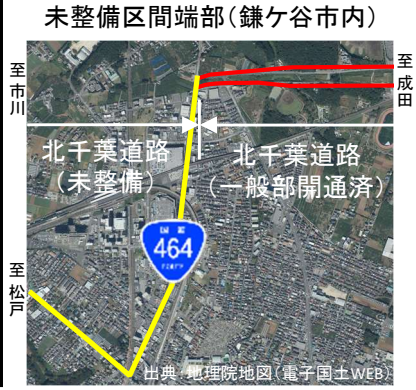 未整備区間端部（鎌ケ谷市内）
至市川
至成田
北千葉道路
（未整備）
北千葉道路
（一般部開通済）
国道
464
至松戸
出典：地理院地図（電子国土WEB）